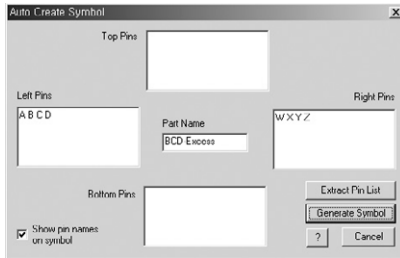 Auto Create Symbol
Top Pins
Left Pins
A B C D
Part Name
BCD Excess
Right Pins
W X Y Z
Bottom Pins
Extract Pin List
Generate Symbol
Show pin names
on symbol
?
Cancel